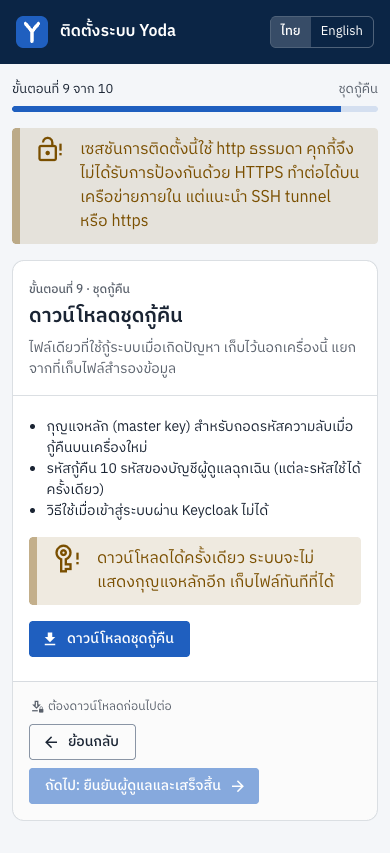 ติดตั้งระบบ Yoda
ไทย
English
ขั้นตอนที่ 9 จาก 10
ชุดกู้คืน
เซสชันการติดตั้งนี้ใช้ http ธรรมดา คุกกี้จึง
ไม่ได้รับการป้องกันด้วย HTTPS ทำต่อได้บน
เครือข่ายภายใน แต่แนะนำ SSH tunnel
หรือ https
ขั้นตอนที่ 9 · ชุดกู้คืน
ดาวน์โหลดชุดกู้คืน
ไฟล์เดียวที่ใช้กู้ระบบเมื่อเกิดปัญหา เก็บไว้นอกเครื่องนี้ แยก
จากที่เก็บไฟล์สำรองข้อมูล
• กุญแจหลัก (master key) สำหรับถอดรหัสความลับเมื่อ
กู้คืนบนเครื่องใหม่
• รหัสกู้คืน 10 รหัสของบัญชีผู้ดูแลฉุกเฉิน (แต่ละรหัสใช้ได้
ครั้งเดียว)
• วิธีใช้เมื่อเข้าสู่ระบบผ่าน Keycloak ไม่ได้
ดาวน์โหลดได้ครั้งเดียว ระบบจะไม่
แสดงกุญแจหลักอีก เก็บไฟล์ทันทีที่ได้
ดาวน์โหลดชุดกู้คืน
ต้องดาวน์โหลดก่อนไปต่อ
ย้อนกลับ
ถัดไป: ยืนยันผู้ดูแลและเสร็จสิ้น